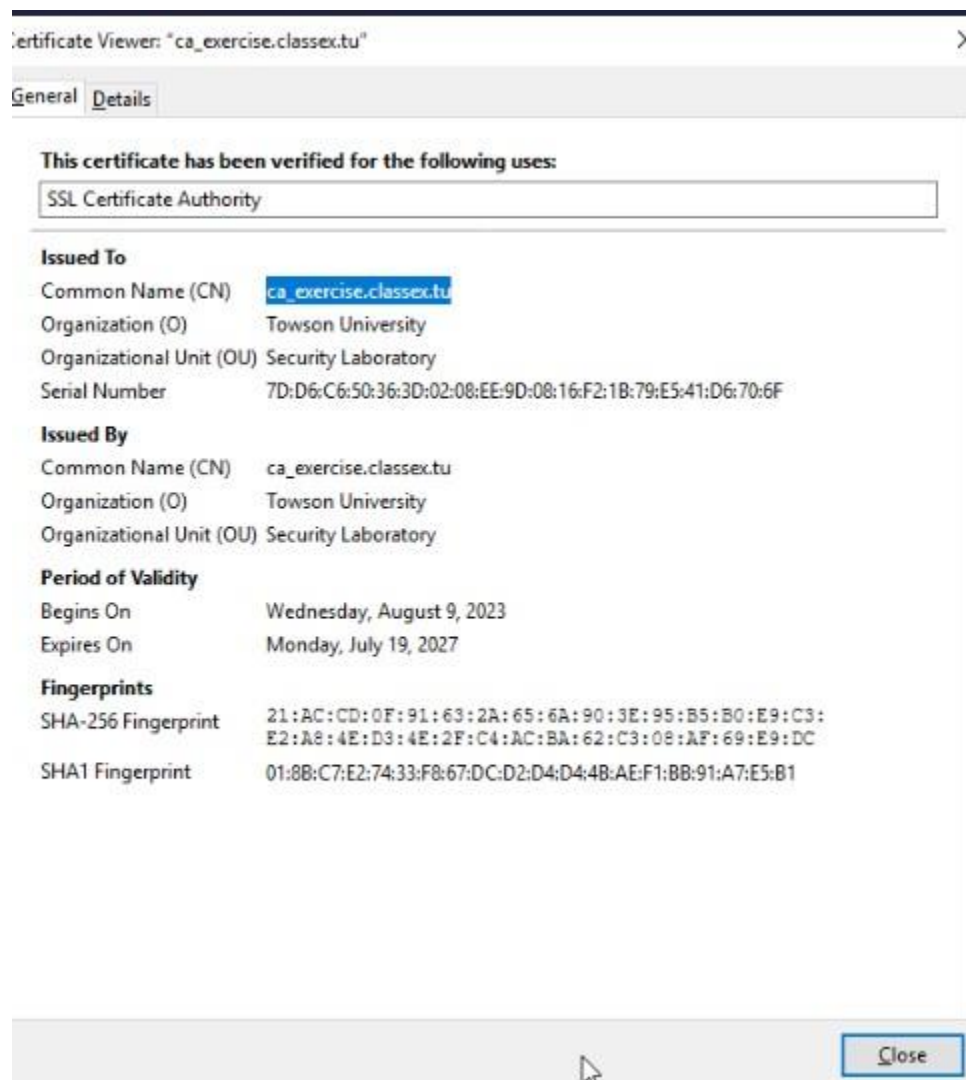 ertificate Viewer: "ca_exercise.classex.tu"
General Details
This certificate has been verified for the following uses:
SSL Certificate Authority
Issued To
Common Name (CN) ca_exercise.classex.tu
Organization (O) Towson University
Organizational Unit (OU) Security Laboratory
Serial Number 7D:D6:C6:50:36:3D:02:08:EE:9D:08:16:F2:1B:79:E5:41:D6:70:6F
Issued By
Common Name (CN) ca_exercise.classex.tu
Organization (O) Towson University
Organizational Unit (OU) Security Laboratory
Period of Validity
Begins On Wednesday, August 9, 2023
Expires On Monday, July 19, 2027
Fingerprints
SHA-256 Fingerprint 21:AC:CD:0F:91:63:2A:65:6A:90:3E:95:B5:B0:E9:C3:
E2:A8:4E:D3:4E:2F:C4:AC:BA:62:C3:08:AF:69:E9:DC
SHA1 Fingerprint 01:8B:C7:E2:74:33:F8:67:DC:D2:D4:D4:4B:AE:F1:BB:91:A7:E5:B1
Close